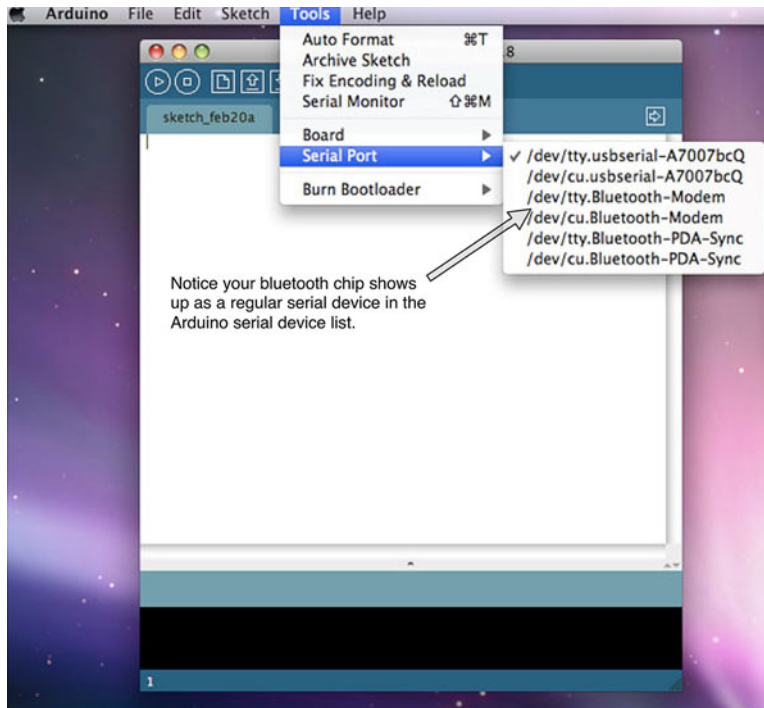 Arduino File Edit Sketch Tools Help
8
Auto Format ⌘T
Archive Sketch
Fix Encoding & Reload
Serial Monitor ⇧⌘M
sketch_feb20a
Board
Serial Port
Burn Bootloader
✓ /dev/tty.usbserial-A7007bcQ
/dev/cu.usbserial-A7007bcQ
/dev/tty.Bluetooth-Modem
/dev/cu.Bluetooth-Modem
/dev/tty.Bluetooth-PDA-Sync
/dev/cu.Bluetooth-PDA-Sync
Notice your bluetooth chip shows
up as a regular serial device in the
Arduino serial device list.
1